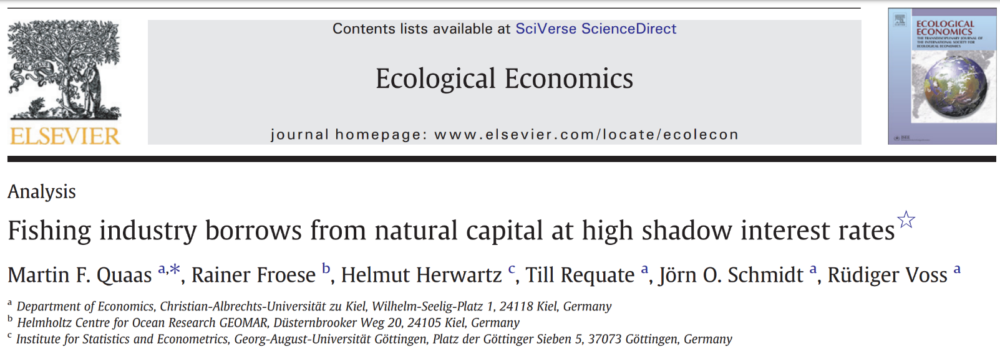 Contents lists available at SciVerse ScienceDirect
Ecological Economics
journal homepage: www.elsevier.com/locate/ecolecon
NON SOLUS
ELSEVIER
ECOLOGICAL
ECONOMICS
THE TRANSDISCIPLINARY JOURNAL OF
THE INTERNATIONAL SOCIETY FOR
ECOLOGICAL ECONOMICS
Analysis
Fishing industry borrows from natural capital at high shadow interest rates☆
Martin F. Quaas a,*, Rainer Froese b, Helmut Herwartz c, Till Requate a, Jörn O. Schmidt a, Rüdiger Voss a
a Department of Economics, Christian-Albrechts-Universität zu Kiel, Wilhelm-Seelig-Platz 1, 24118 Kiel, Germany
b Helmholtz Centre for Ocean Research GEOMAR, Düsternbrooker Weg 20, 24105 Kiel, Germany
c Institute for Statistics and Econometrics, Georg-August-Universität Göttingen, Platz der Göttinger Sieben 5, 37073 Göttingen, Germany